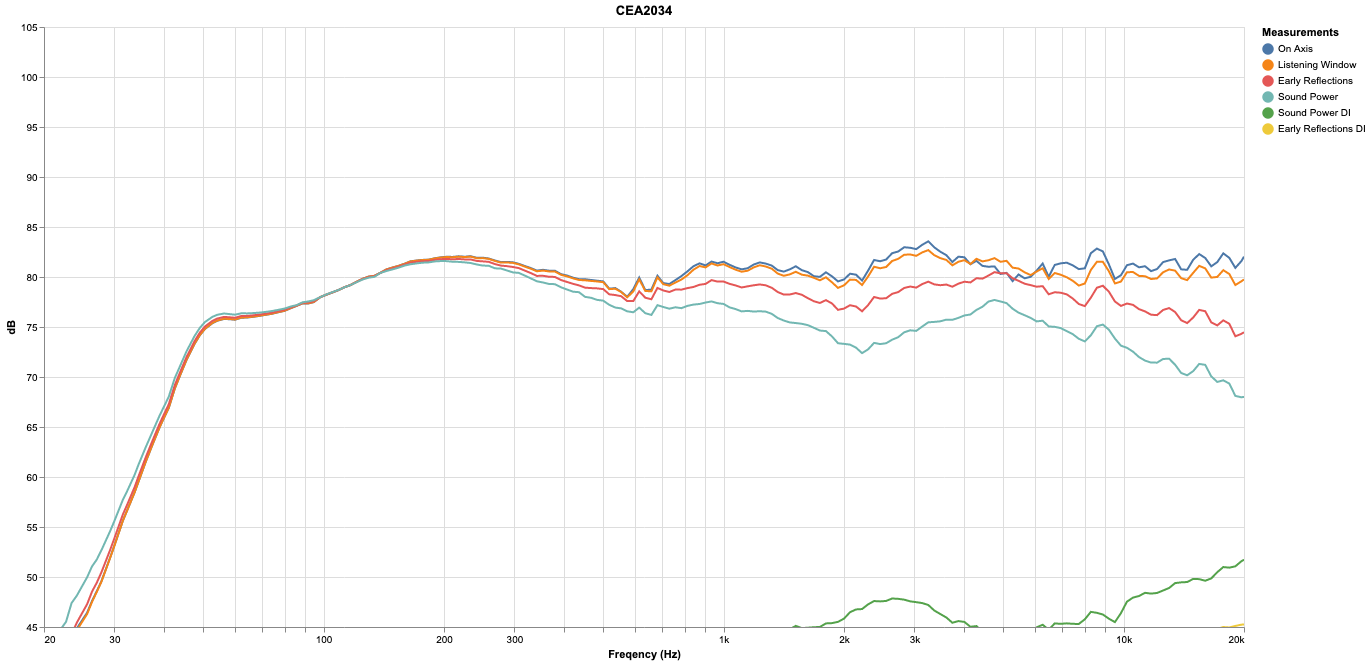 CEA2034
105
100
95
90
85
80
75
70
65
60
55
50
45
dB
20
30
100
200
300
1k
2k
3k
10k
20k
Freqency (Hz)
Measurements
On Axis
Listening Window
Early Reflections
Sound Power
Sound Power DI
Early Reflections DI